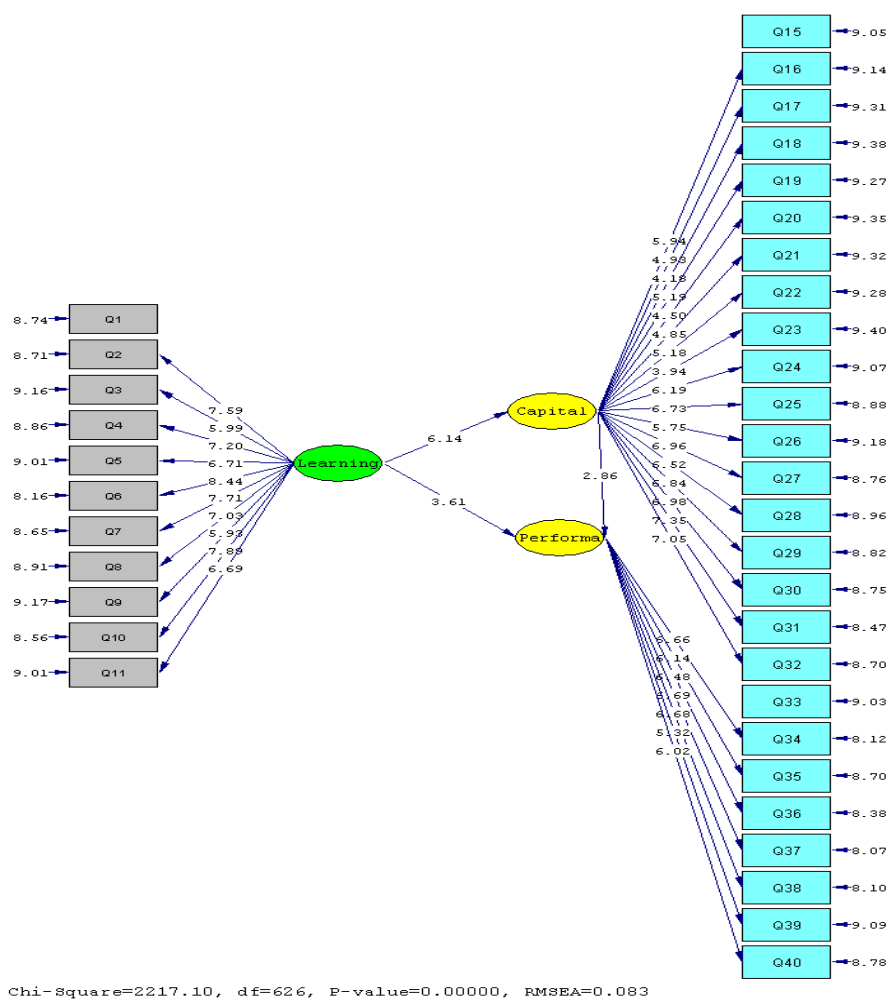 8.74 Q1
8.71 Q2
9.16 Q3
8.86 Q4
9.01 Q5
8.16 Q6
8.65 Q7
8.91 Q8
9.17 Q9
8.56 Q10
9.01 Q11
7.59
5.99
7.20
6.71
8.44
7.71
7.03
5.93
7.89
6.69
Learning
6.14
3.61
Capital
2.86
Performa
5.94
4.93
4.18
5.19
4.50
4.85
5.18
3.94
6.19
6.73
5.75
6.96
6.52
6.84
6.98
7.35
7.05
6.66
6.14
6.48
6.69
6.68
5.32
6.02
Q15 9.05
Q16 9.14
Q17 9.31
Q18 9.38
Q19 9.27
Q20 9.35
Q21 9.32
Q22 9.28
Q23 9.40
Q24 9.07
Q25 8.88
Q26 9.18
Q27 8.76
Q28 8.96
Q29 8.82
Q30 8.75
Q31 8.47
Q32 8.70
Q33 9.03
Q34 8.12
Q35 8.70
Q36 8.38
Q37 8.07
Q38 8.10
Q39 9.09
Q40 8.78
Chi-Square=2217.10, df=626, P-value=0.00000, RMSEA=0.083